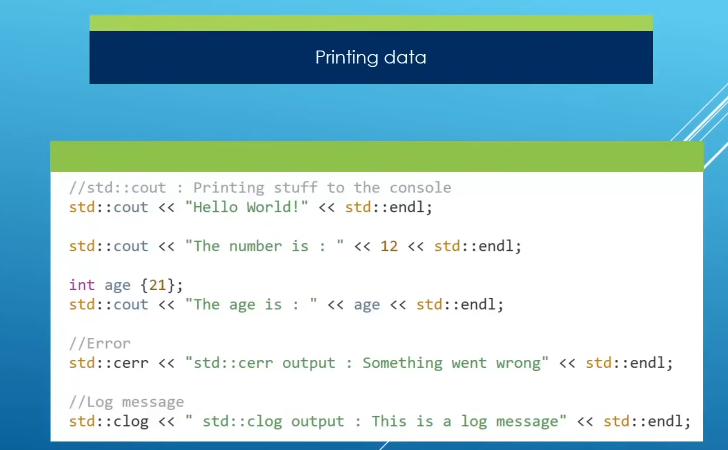 Printing data
//std::cout : Printing stuff to the console
std::cout << "Hello World!" << std::endl;
std::cout << "The number is : " << 12 << std::endl;
int age {21};
std::cout << "The age is : " << age << std::endl;
//Error
std::cerr << "std::cerr output : Something went wrong" << std::endl;
//Log message
std::clog << " std::clog output : This is a log message" << std::endl;